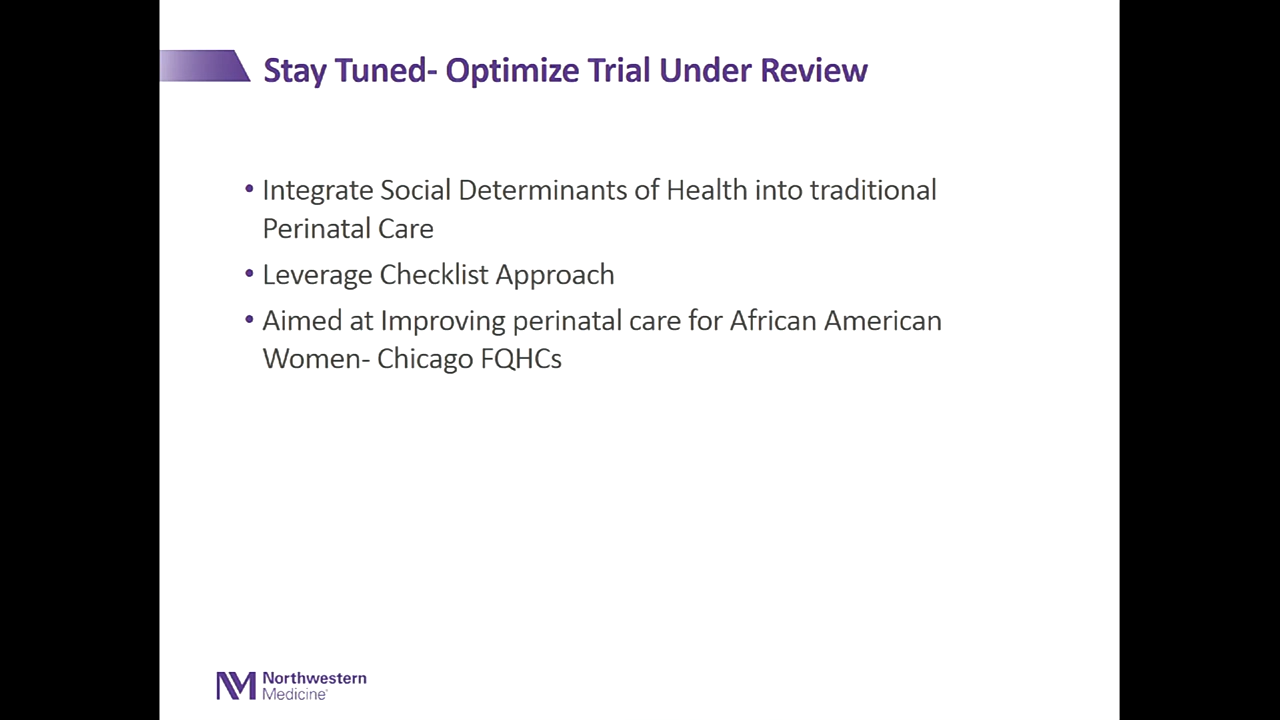 Stay Tuned- Optimize Trial Under Review
• Integrate Social Determinants of Health into traditional
Perinatal Care
• Leverage Checklist Approach
• Aimed at Improving perinatal care for African American
Women- Chicago FQHCs
NM Northwestern
Medicine